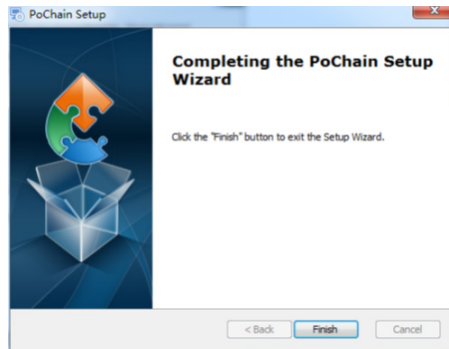 PoChain Setup
Completing the PoChain Setup
Wizard
Click the "Finish" button to exit the Setup Wizard.
< Back
Finish
Cancel